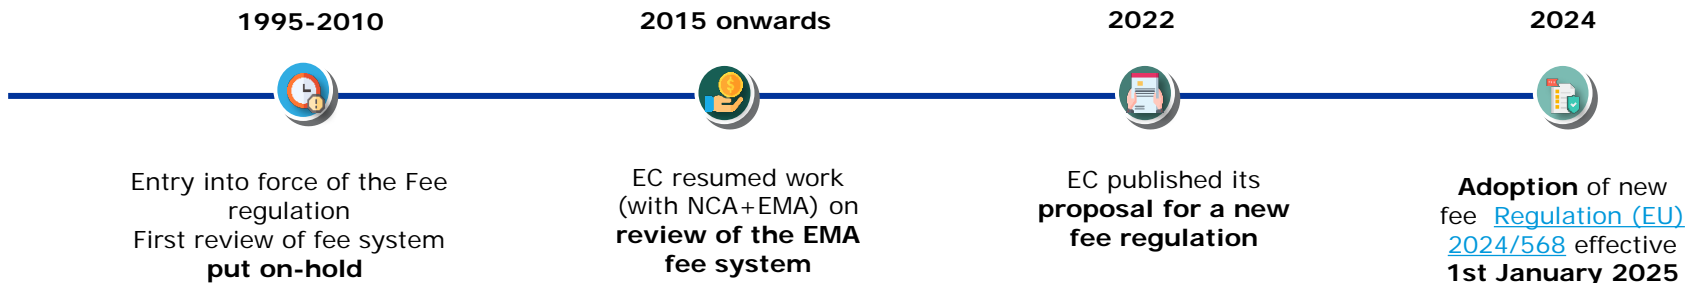 1995-2010
Entry into force of the Fee
regulation
First review of fee system
put on-hold
2015 onwards
EC resumed work
(with NCA+EMA) on
review of the EMA
fee system
2022
EC published its
proposal for a new
fee regulation
2024
Adoption of new
fee Regulation (EU)
2024/568 effective
1st January 2025